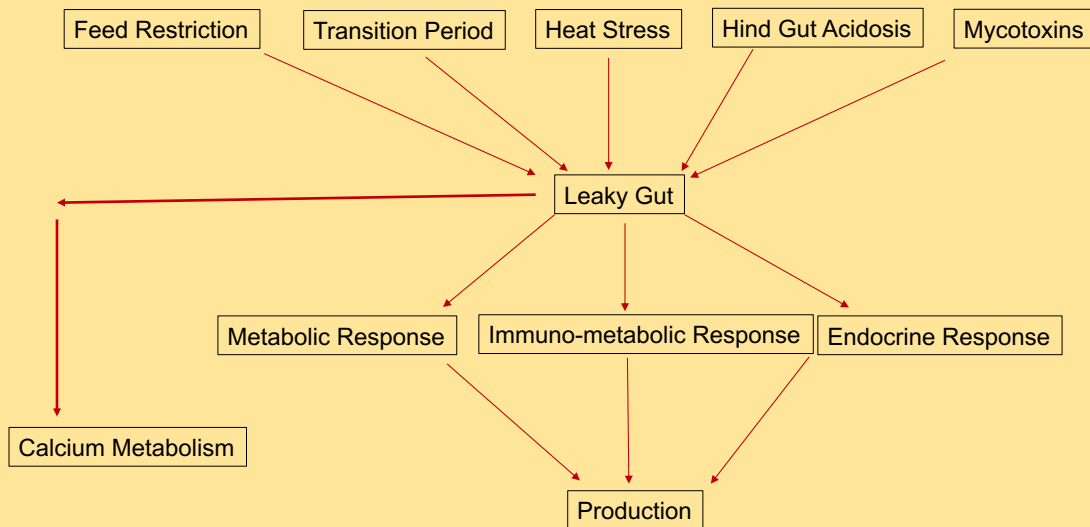 Feed Restriction
Transition Period
Heat Stress
Hind Gut Acidosis
Mycotoxins
Leaky Gut
Metabolic Response
Immuno-metabolic Response
Endocrine Response
Calcium Metabolism
Production